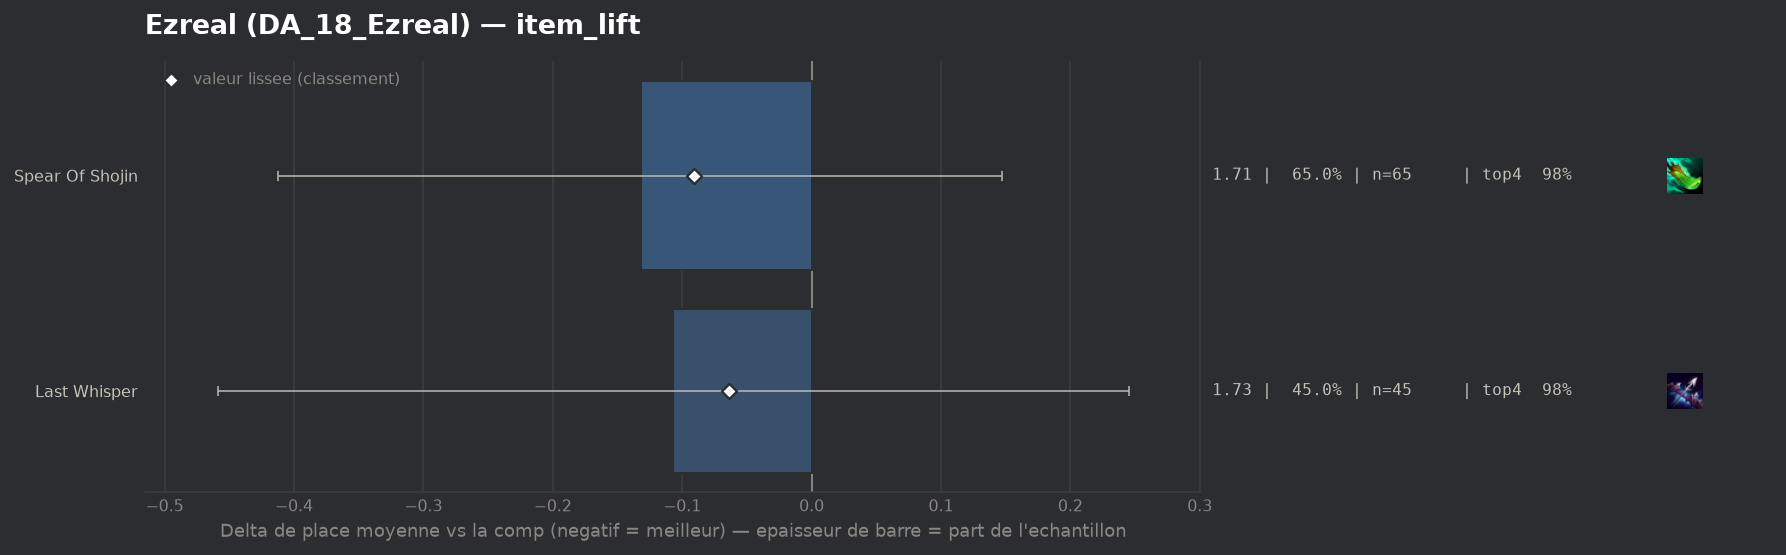 Ezreal (DA_18_Ezreal) — item_lift
valeur lissee (classement)
Spear Of Shojin
1.71 |  65.0% | n=65     | top4  98%
Last Whisper
1.73 |  45.0% | n=45     | top4  98%
−0.5 −0.4 −0.3 −0.2 −0.1 0.0 0.1 0.2 0.3
Delta de place moyenne vs la comp (negatif = meilleur) — epaisseur de barre = part de l'echantillon